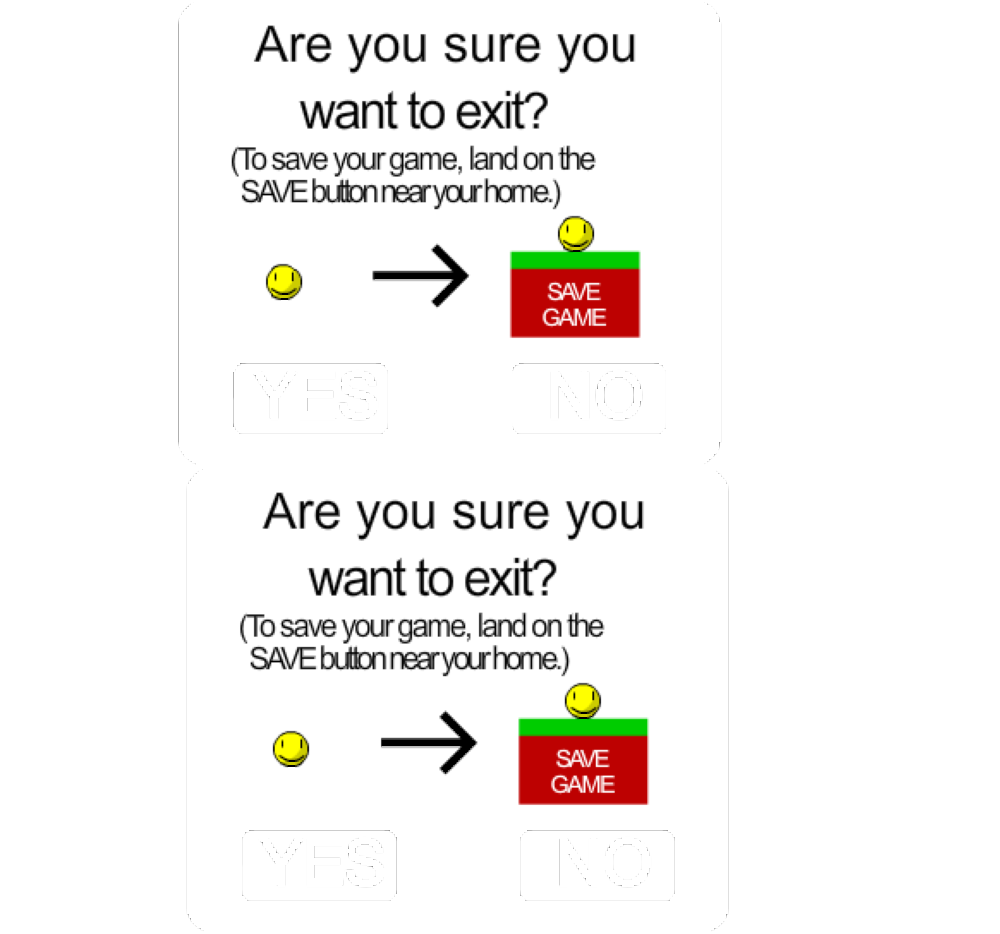 Are you sure you
want to exit?
(To save your game, land on the
SAVE button near your home.)
SAVE
GAME
YES NO
Are you sure you
want to exit?
(To save your game, land on the
SAVE button near your home.)
SAVE
GAME
YES NO